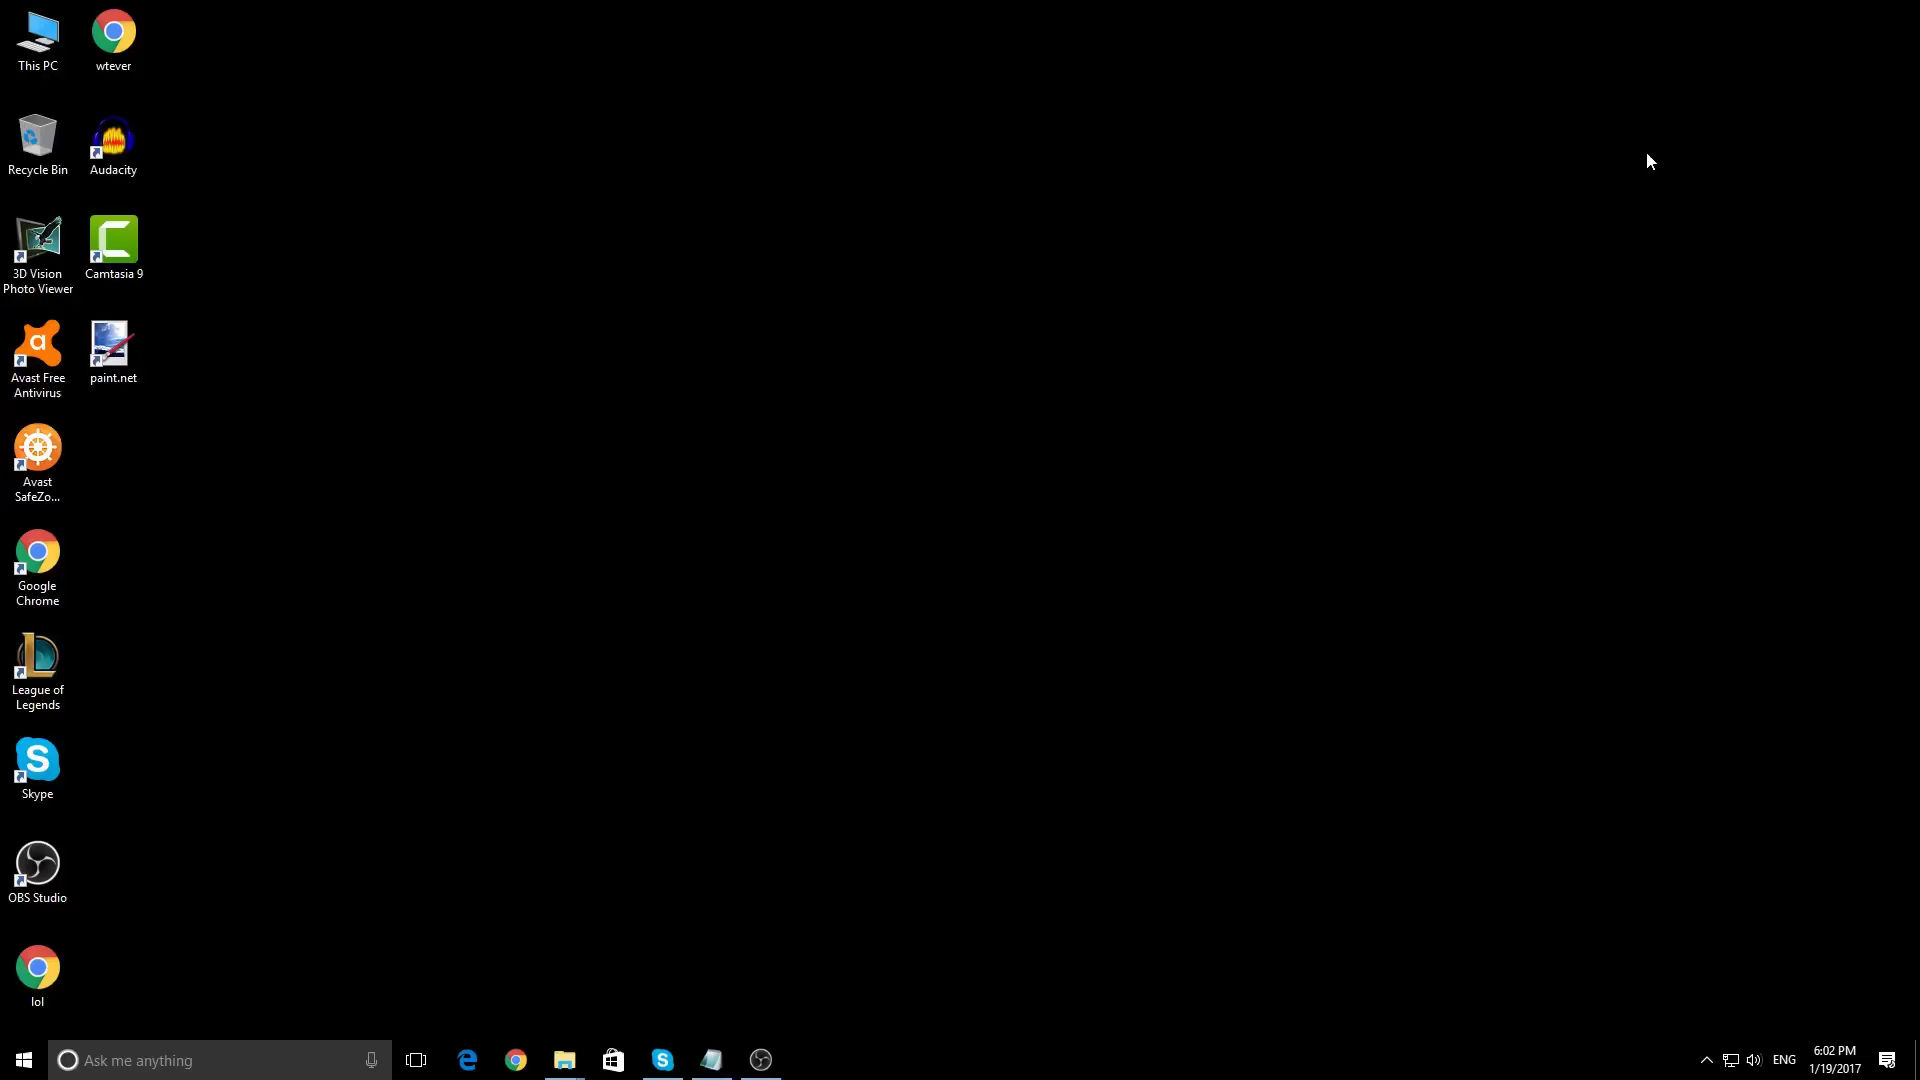 This PC
wtever
Recycle Bin
Audacity
3D Vision
Photo Viewer
Camtasia 9
Avast Free
Antivirus
paint.net
Avast
SafeZo...
Google
Chrome
League of
Legends
Skype
OBS Studio
lol
Ask me anything
ENG
6:02 PM
1/19/2017